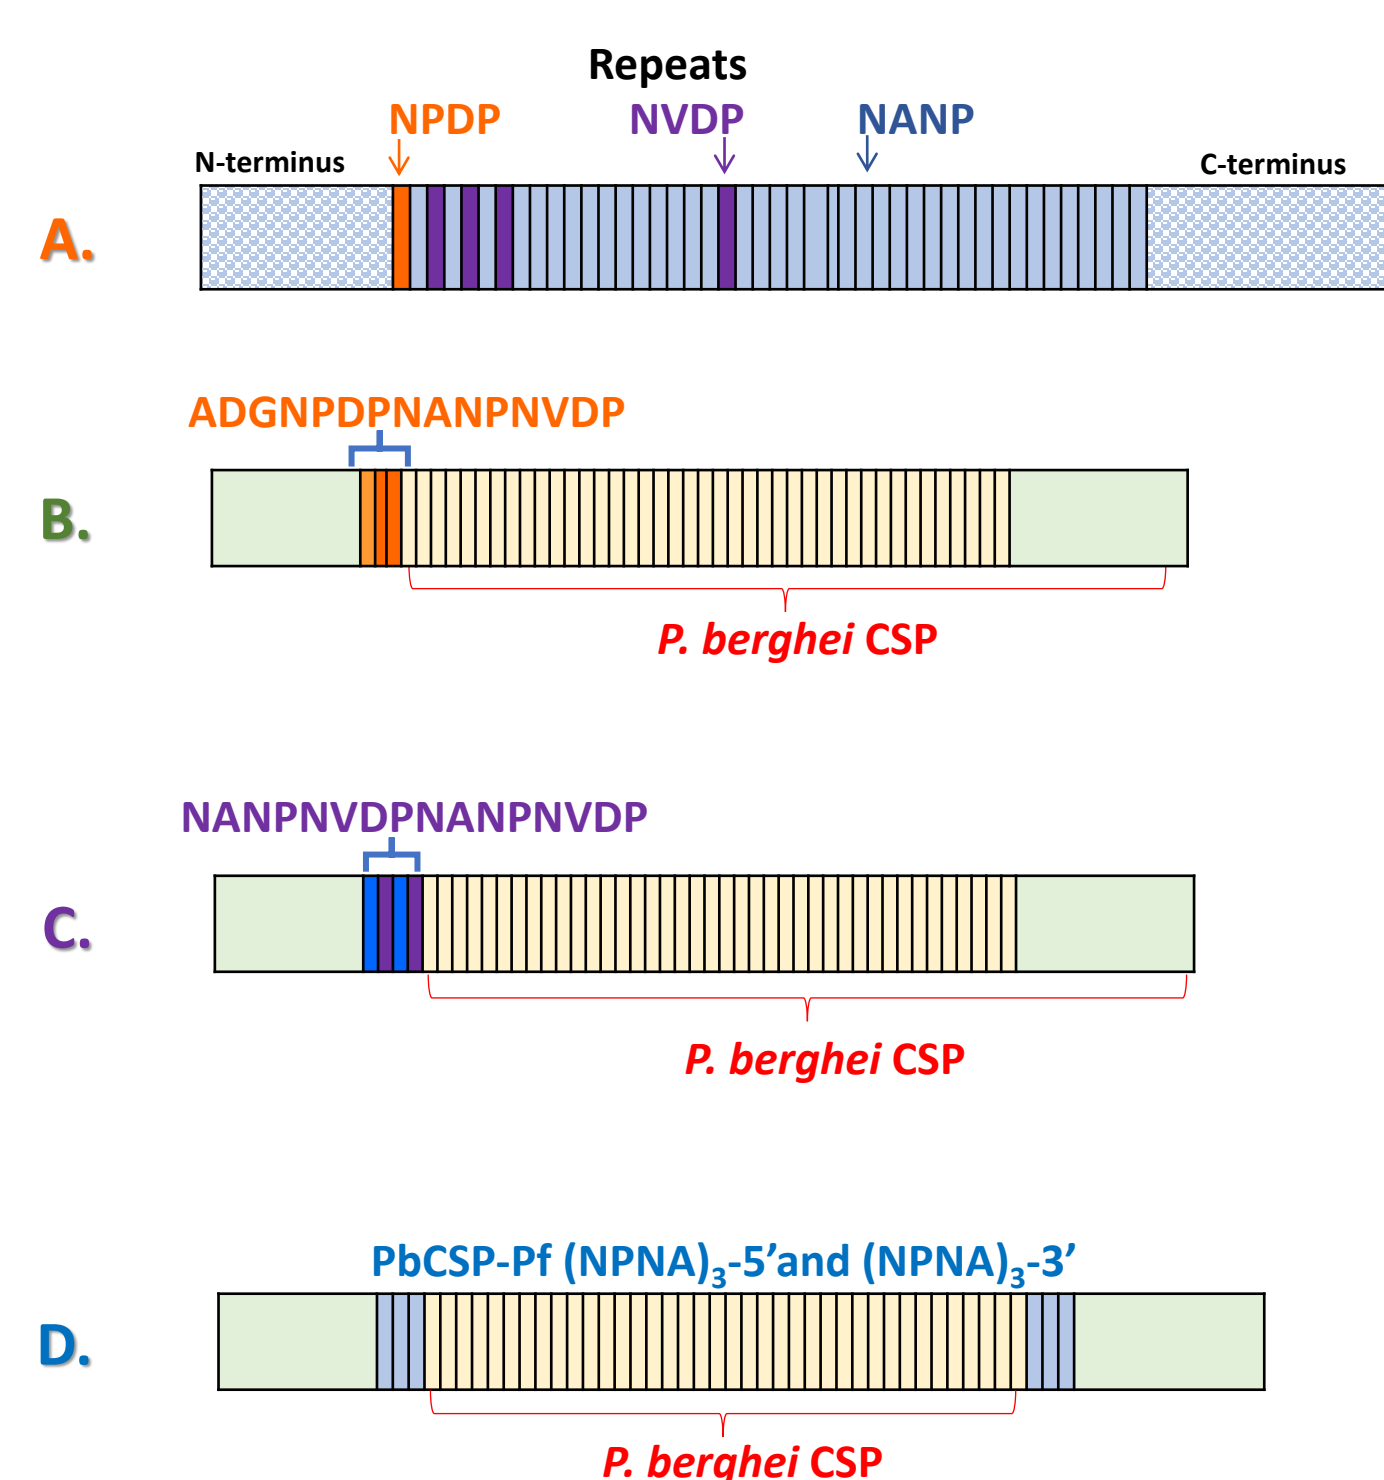 Repeats
NPDP NVDP NANP
N-terminus C-terminus
A.
ADGNPDPNANPNVDP
B.
P. berghei CSP
NANPNVDPNANPNVDP
C.
P. berghei CSP
PbCSP-Pf (NPNA)3-5’and (NPNA)3-3’
D.
P. berghei CSP